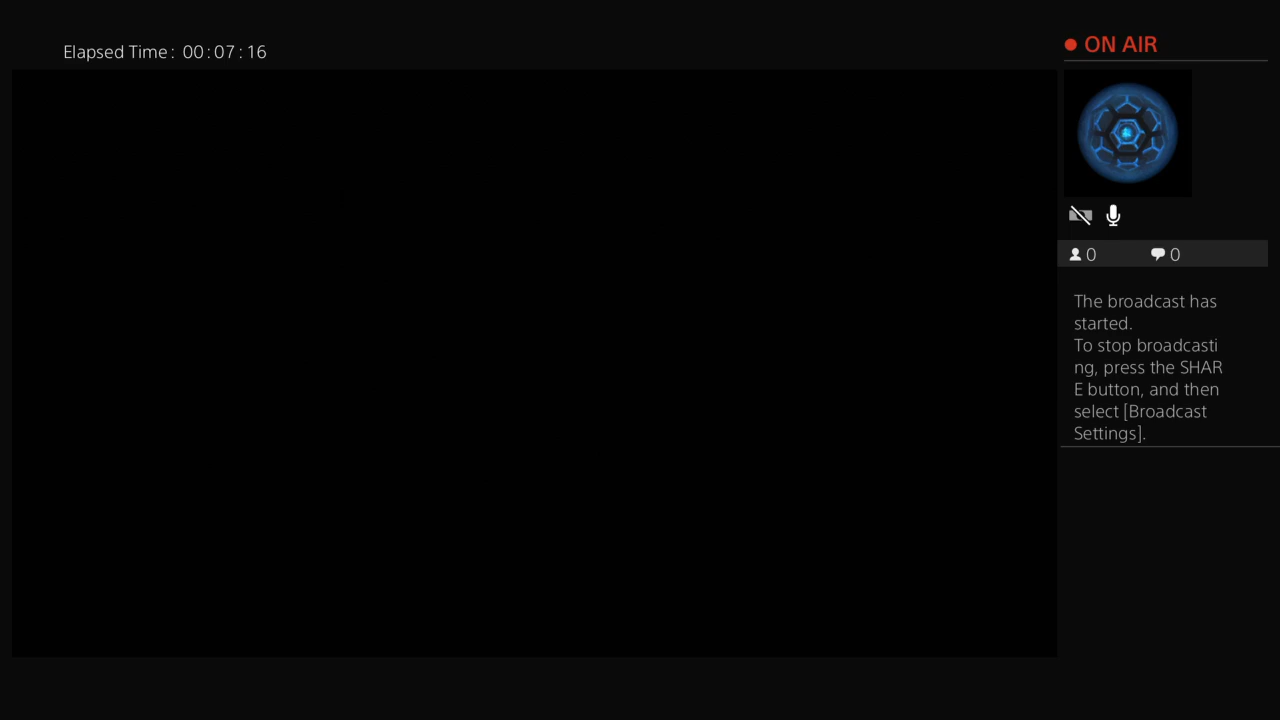 Elapsed Time: 00:07:16
ON AIR
0 0
The broadcast has
started.
To stop broadcasti
ng, press the SHAR
E button, and then
select [Broadcast
Settings].